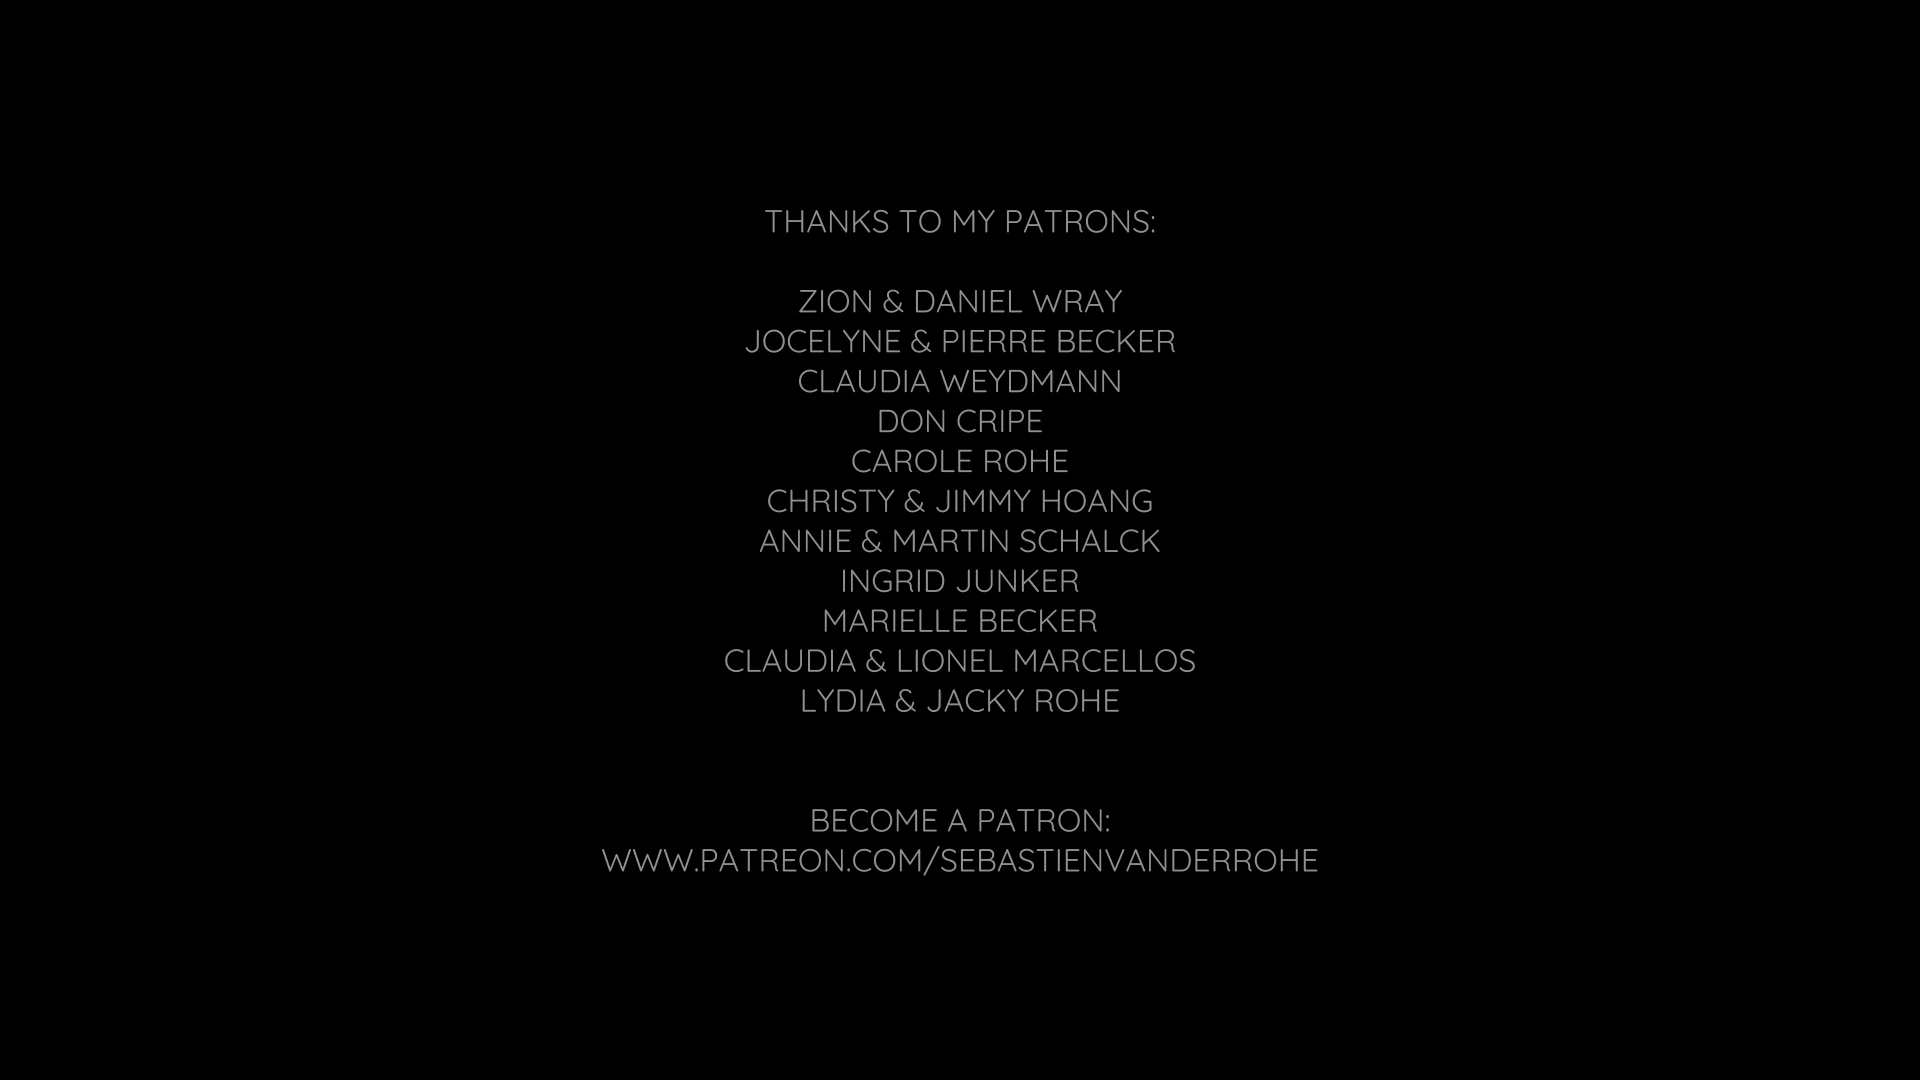 THANKS TO MY PATRONS:
ZION & DANIEL WRAY
JOCELYNE & PIERRE BECKER
CLAUDIA WEYDMANN
DON CRIPE
CAROLE ROHE
CHRISTY & JIMMY HOANG
ANNIE & MARTIN SCHALCK
INGRID JUNKER
MARIELLE BECKER
CLAUDIA & LIONEL MARCELLOS
LYDIA & JACKY ROHE
BECOME A PATRON:
WWW.PATREON.COM/SEBASTIENVANDERROHE